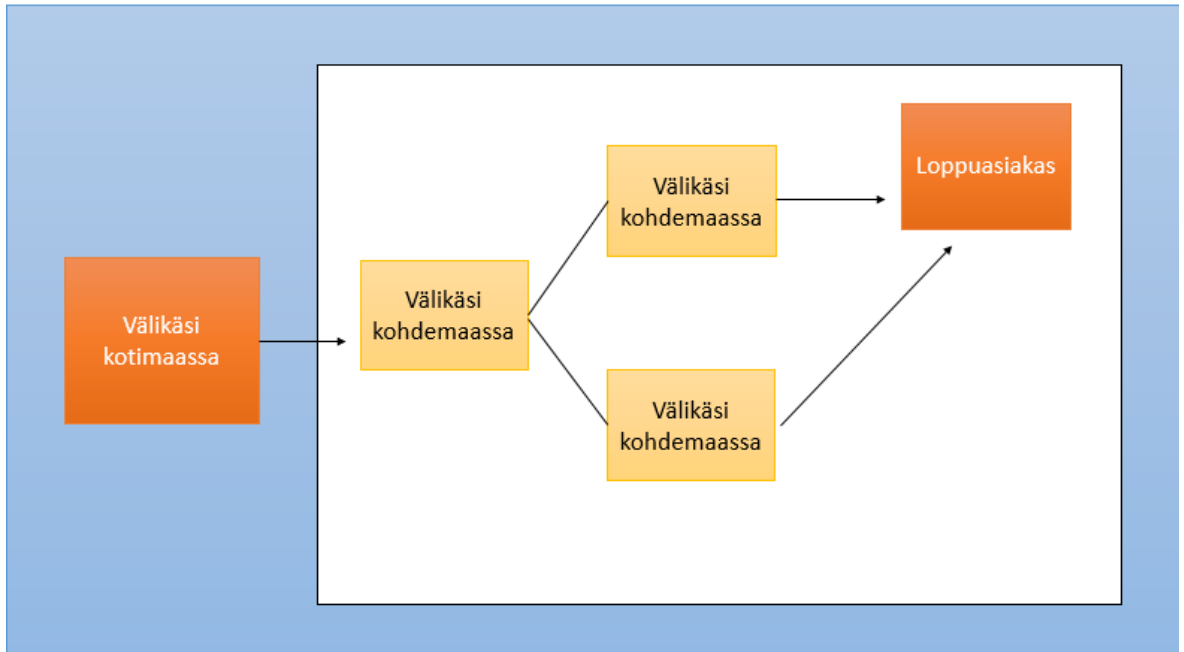 Välikäsi
kotimaassa
Välikäsi
kohdemaassa
Välikäsi
kohdemaassa
Välikäsi
kohdemaassa
Loppuasiakas